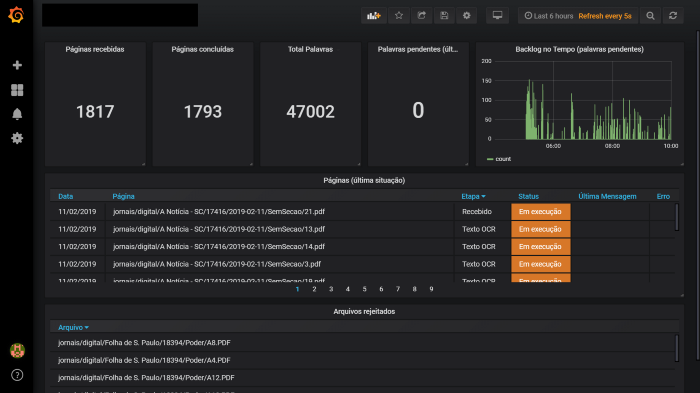 Last 6 hours Refresh every 5s
Páginas recebidas
1817
Páginas concluídas
1793
Total Palavras
47002
Palavras pendentes (últ...
0
Backlog no Tempo (palavras pendentes)
200
150
100
50
0
06:00 08:00 10:00
count
Páginas (última situação)
Data Página Etapa Status Última Mensagem Erro
11/02/2019 jornais/digital/A Notícia - SC/17416/2019-02-11/SemSecao/21.pdf Recebido Em execução
11/02/2019 jornais/digital/A Notícia - SC/17416/2019-02-11/SemSecao/13.pdf Texto OCR Em execução
11/02/2019 jornais/digital/A Notícia - SC/17416/2019-02-11/SemSecao/14.pdf Texto OCR Em execução
11/02/2019 jornais/digital/A Notícia - SC/17416/2019-02-11/SemSecao/3.pdf Texto OCR Em execução
11/02/2019 jornais/digital/A Notícia - SC/17416/2019-02-11/SemSecao/19.pdf Texto OCR Em execução
1 2 3 4 5 6 7 8 9
Arquivos rejeitados
Arquivo
jornais/digital/Folha de S. Paulo/18394/Poder/A8.PDF
jornais/digital/Folha de S. Paulo/18394/Poder/A4.PDF
jornais/digital/Folha de S. Paulo/18394/Poder/A12.PDF